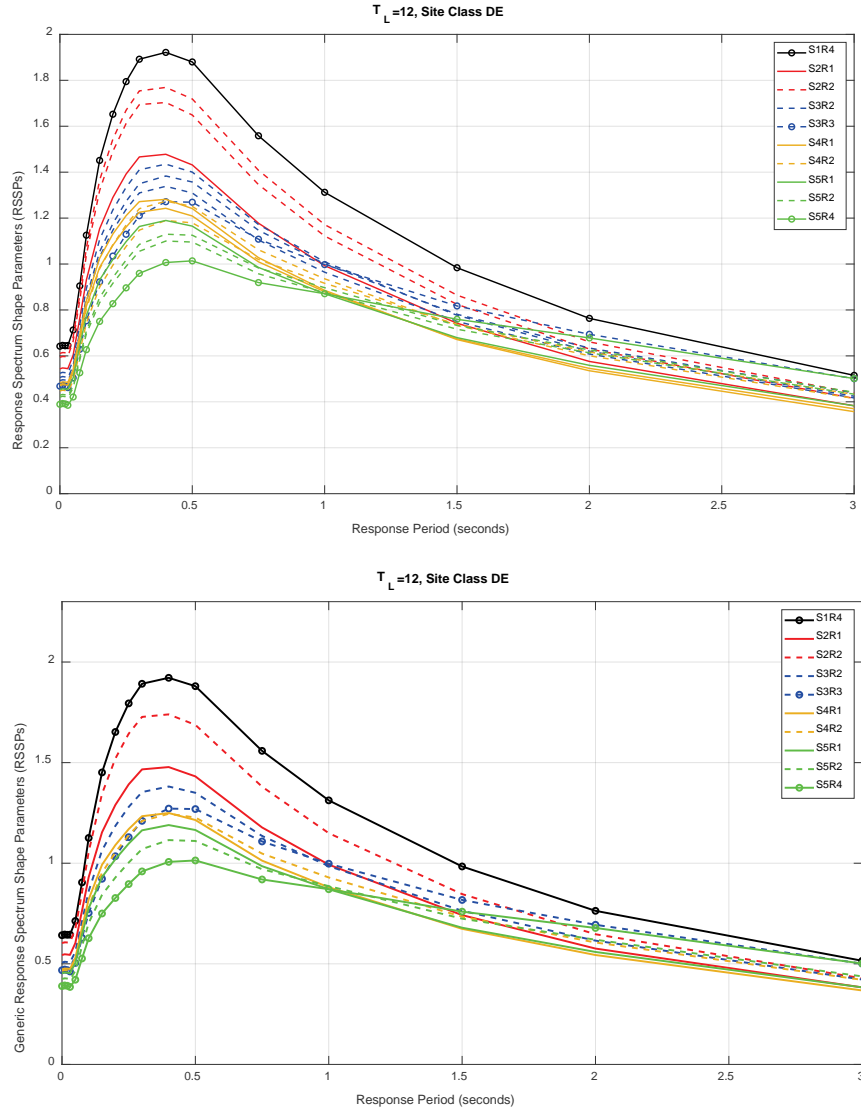 T L =12, Site Class DE
Response Spectrum Shape Parameters (RSSPs)
2
1.8
1.6
1.4
1.2
1
0.8
0.6
0.4
0.2
0
S1R4
S2R1
S2R2
S3R2
S3R3
S4R1
S4R2
S5R1
S5R2
S5R4
0 0.5 1 1.5 2 2.5 3
Response Period (seconds)
T L =12, Site Class DE
Generic Response Spectrum Shape Parameters (RSSPs)
2
1.5
1
0.5
0
S1R4
S2R1
S2R2
S3R2
S3R3
S4R1
S4R2
S5R1
S5R2
S5R4
0 0.5 1 1.5 2 2.5 3
Response Period (seconds)